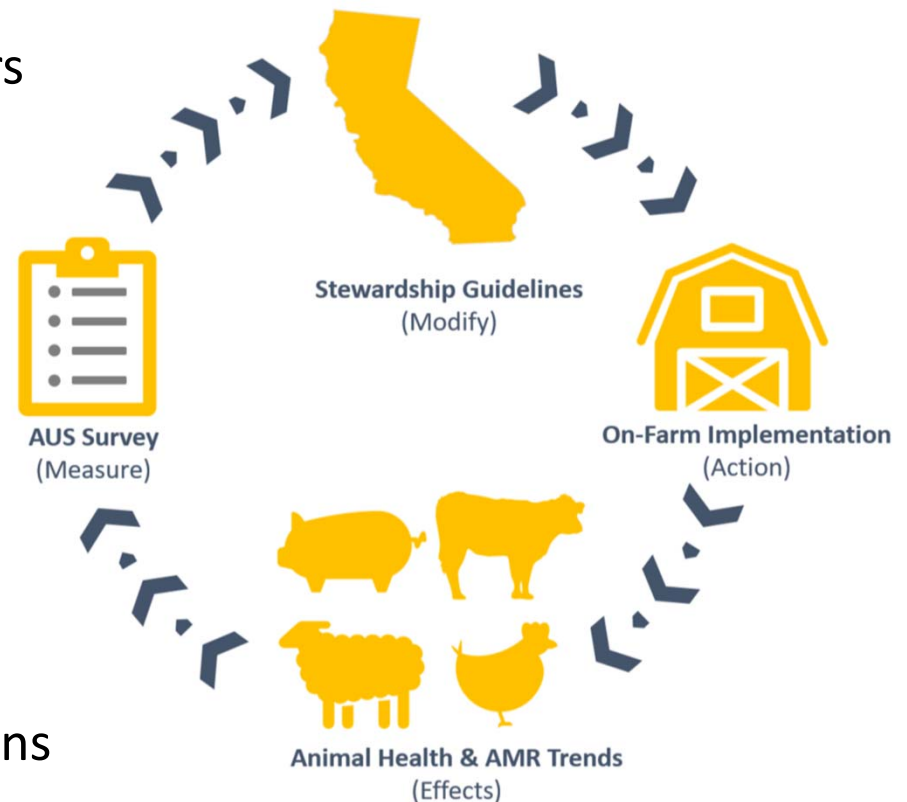 rs
Stewardship Guidelines
(Modify)
AUS Survey
(Measure)
On-Farm Implementation
(Action)
ns
Animal Health & AMR Trends
(Effects)